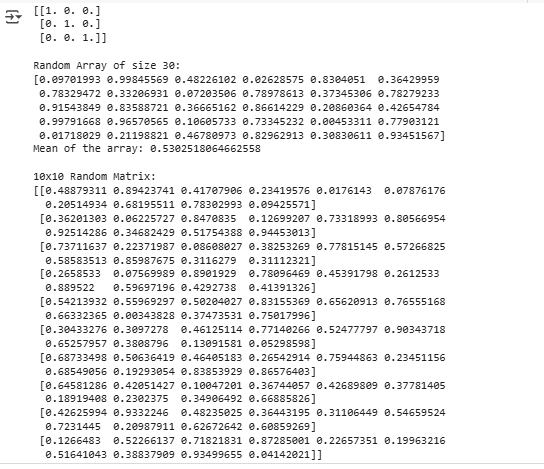 [[1. 0. 0.]
 [0. 1. 0.]
 [0. 0. 1.]]

Random Array of size 30:
[0.09701993 0.99845569 0.48226102 0.02628575 0.8304051  0.36429959
 0.78329472 0.33206931 0.07203506 0.78978613 0.37345306 0.78279233
 0.91543849 0.83588721 0.36665162 0.86614229 0.20860364 0.42654784
 0.99791668 0.96570565 0.10605733 0.73345232 0.00453311 0.77903121
 0.01718029 0.21198821 0.46780973 0.82962913 0.30830611 0.93451567]
Mean of the array: 0.5302518064662558

10x10 Random Matrix:
[[0.48879311 0.89423741 0.41707906 0.23419576 0.0176143  0.07876176
  0.20514934 0.68195511 0.78302993 0.09425571]
 [0.36201303 0.06225727 0.8470835  0.12699207 0.73318993 0.80566954
  0.92514286 0.34682429 0.51754388 0.94453013]
 [0.73711637 0.22371987 0.08608027 0.38253269 0.77815145 0.57266825
  0.58583513 0.85987675 0.3116279  0.31112321]
 [0.2658533  0.07569989 0.8901929  0.78096469 0.45391798 0.2612533
  0.889522   0.59697196 0.4292738  0.41391326]
 [0.54213932 0.55969297 0.50204027 0.83155369 0.65620913 0.76555168
  0.66332365 0.00343828 0.37473531 0.75017996]
 [0.30433276 0.3097278  0.46125114 0.77140266 0.52477797 0.90343718
  0.65257957 0.3808796  0.13091581 0.05298598]
 [0.68733498 0.50636419 0.46405183 0.26542914 0.75944863 0.23451156
  0.68549056 0.19293054 0.83853929 0.86576403]
 [0.64581286 0.42051427 0.10047201 0.36744057 0.42689809 0.37781405
  0.18919408 0.2302375  0.34906492 0.66885826]
 [0.42625994 0.9332246  0.48235025 0.36443195 0.31106449 0.54659524
  0.7231445  0.20987911 0.62672642 0.60859269]
 [0.1266483  0.52266137 0.71821831 0.87285001 0.22657351 0.19963216
  0.51641043 0.38837909 0.93499655 0.04142021]]